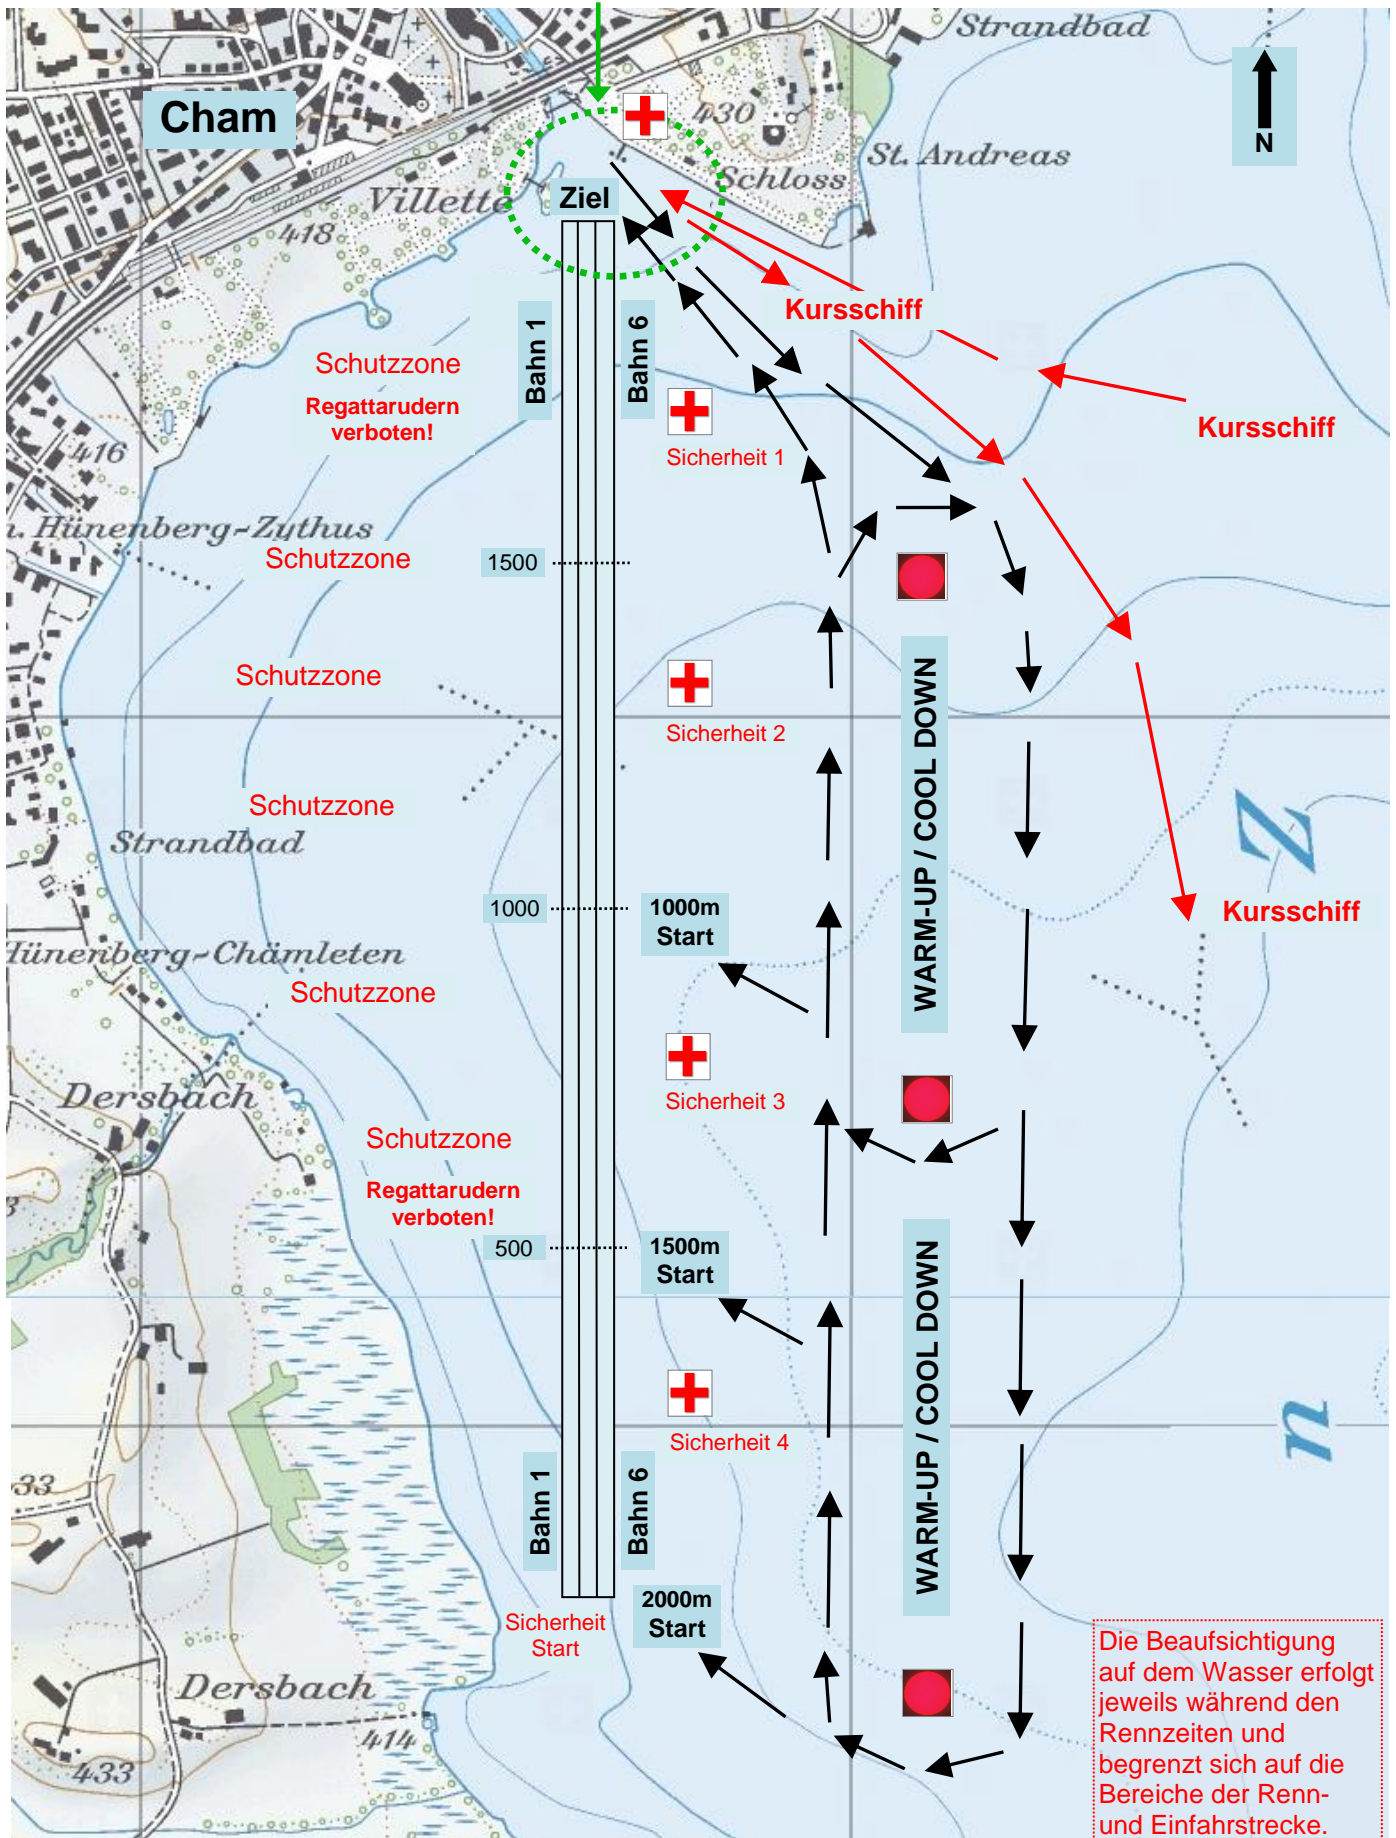 Strandbad
Cham
430
N
St. Andreas
Schloss
Villette
Ziel
418
Kursschiff
Bahn 1
Bahn 6
Schutzzone
Regattarudern
verboten!
Kursschiff
416
Sicherheit 1
n. Hünenberg-Zythus
Schutzzone
1500
Schutzzone
Sicherheit 2
WARM-UP / COOL DOWN
Schutzzone
Strandbad
Z
1000
1000m
Start
Kursschiff
Hünenberg-Chämleten
Schutzzone
Dersbach
Sicherheit 3
Schutzzone
Regattarudern
verboten!
3
500
1500m
Start
WARM-UP / COOL DOWN
n
Sicherheit 4
33
Bahn 1
Bahn 6
2000m
Start
Sicherheit
Start
Dersbach
414
433
Die Beaufsichtigung
auf dem Wasser erfolgt
jeweils während den
Rennzeiten und
begrenzt sich auf die
Bereiche der Renn-
und Einfahrstrecke.